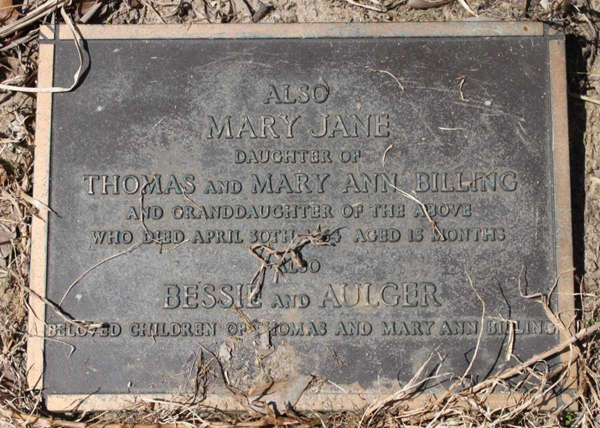 ALSO
MARY JANE
DAUGHTER OF
THOMAS AND MARY ANN BILLING
AND GRANDDAUGHTER OF THE ABOVE
WHO DIED APRIL 30TH AGED 15 MONTHS
ALSO
BESSIE AND AULGER
BELOVED CHILDREN OF THOMAS AND MARY ANN BILLING